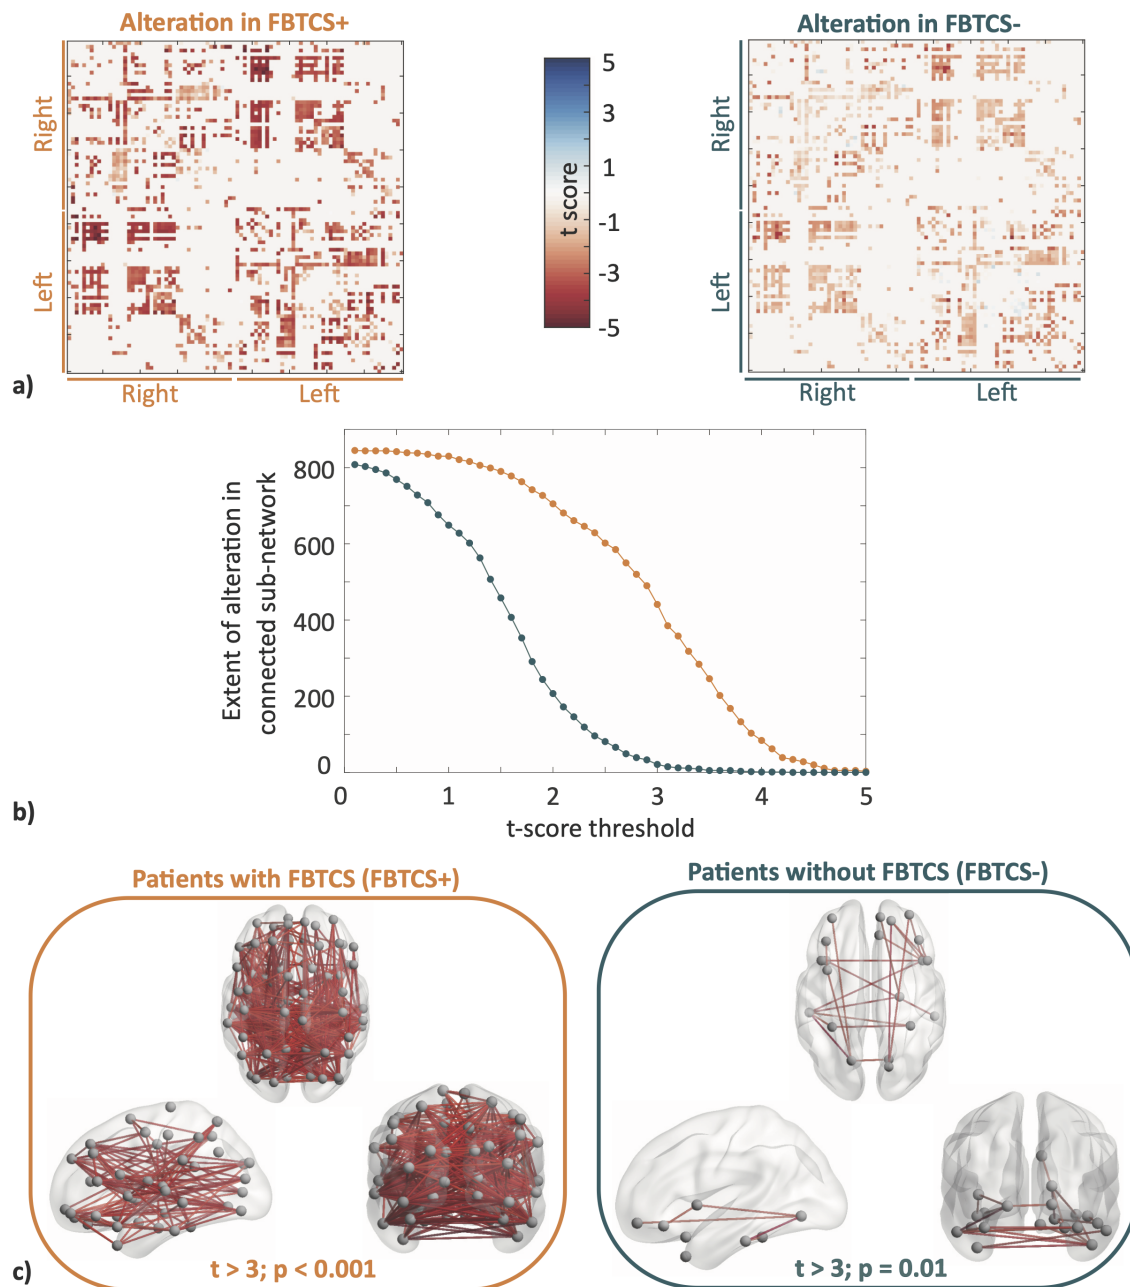 Alteration in FBTCS+
Alteration in FBTCS-
Right
Left
5
3
1
-1
-3
-5
t score
Right
Left
a)
Right
Left
Right
Left
Extent of alteration in
connected sub-network
800
600
400
200
0
0
1
2
3
4
5
t-score threshold
b)
Patients with FBTCS (FBTCS+)
Patients without FBTCS (FBTCS-)
c)
t > 3; p < 0.001
t > 3; p = 0.01